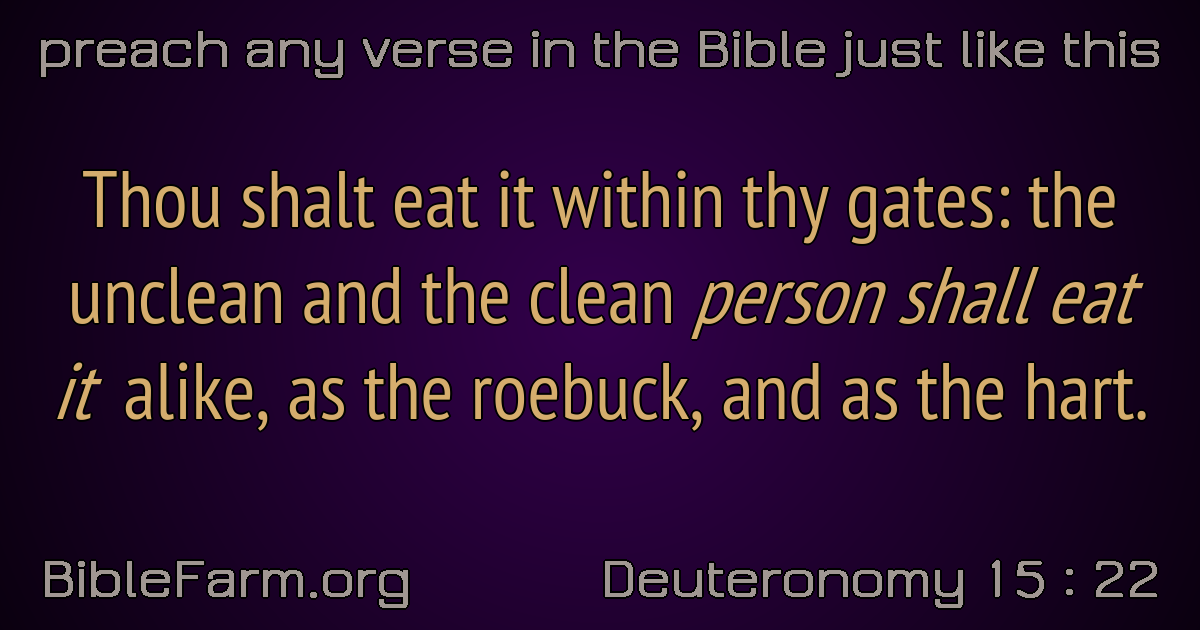 preach any verse in the Bible just like this
Thou shalt eat it within thy gates: the
unclean and the clean person shall eat
it alike, as the roebuck, and as the hart.
BibleFarm.org
Deuteronomy 15 : 22